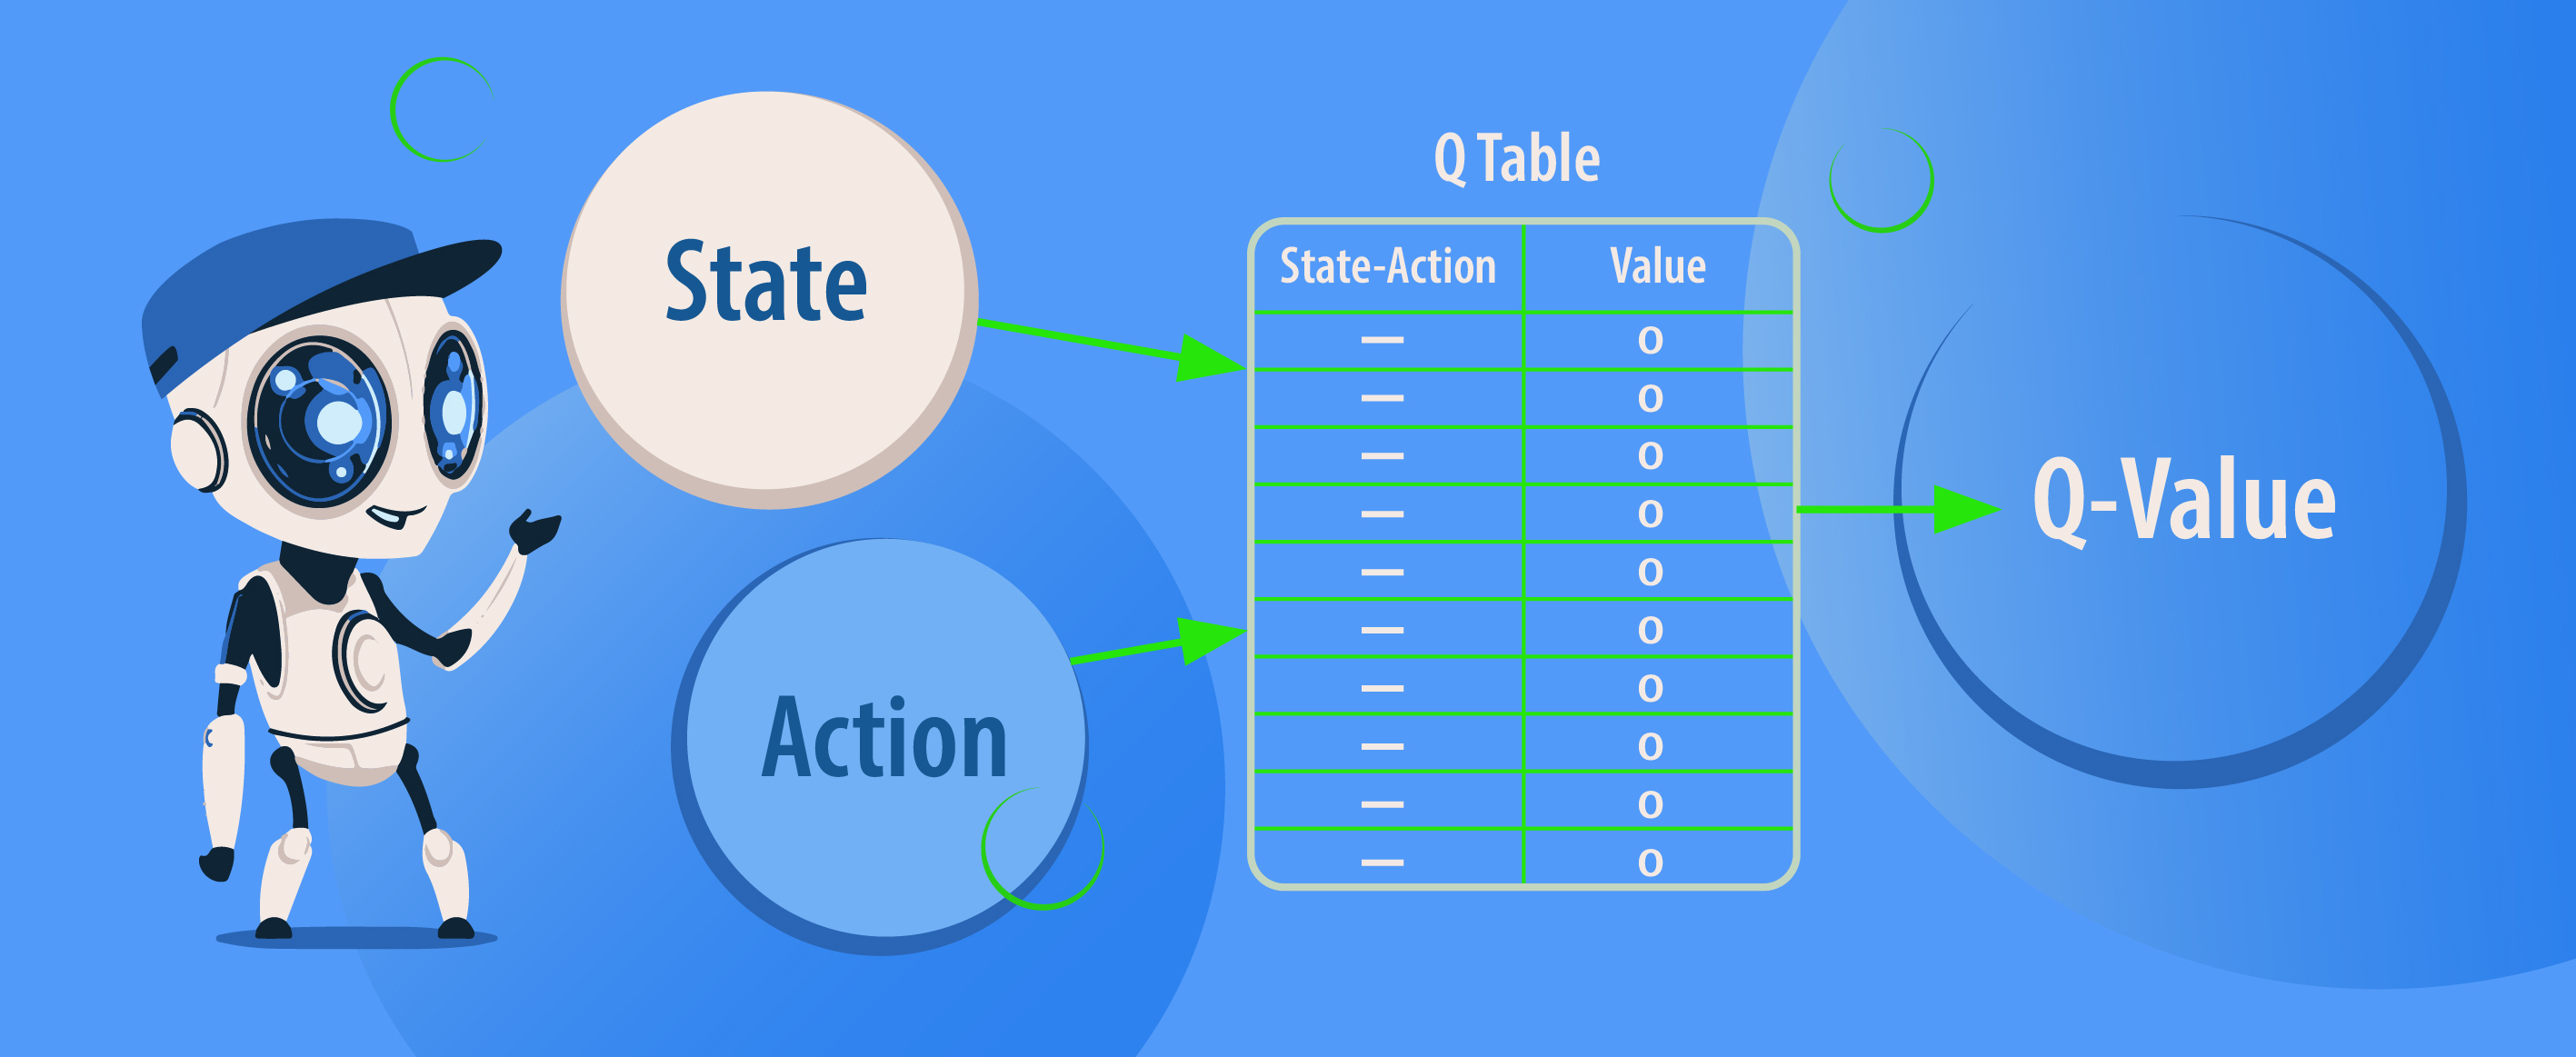 State
Action
Q Table
State-Action Value
— 0
— 0
— 0
— 0
— 0
— 0
— 0
— 0
— 0
— 0
Q-Value